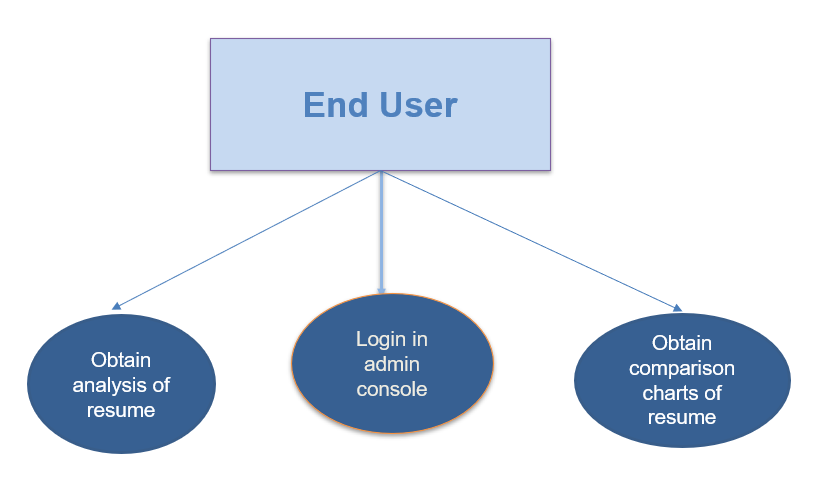 End User
Obtain
analysis of
resume
Login in
admin
console
Obtain
comparison
charts of
resume